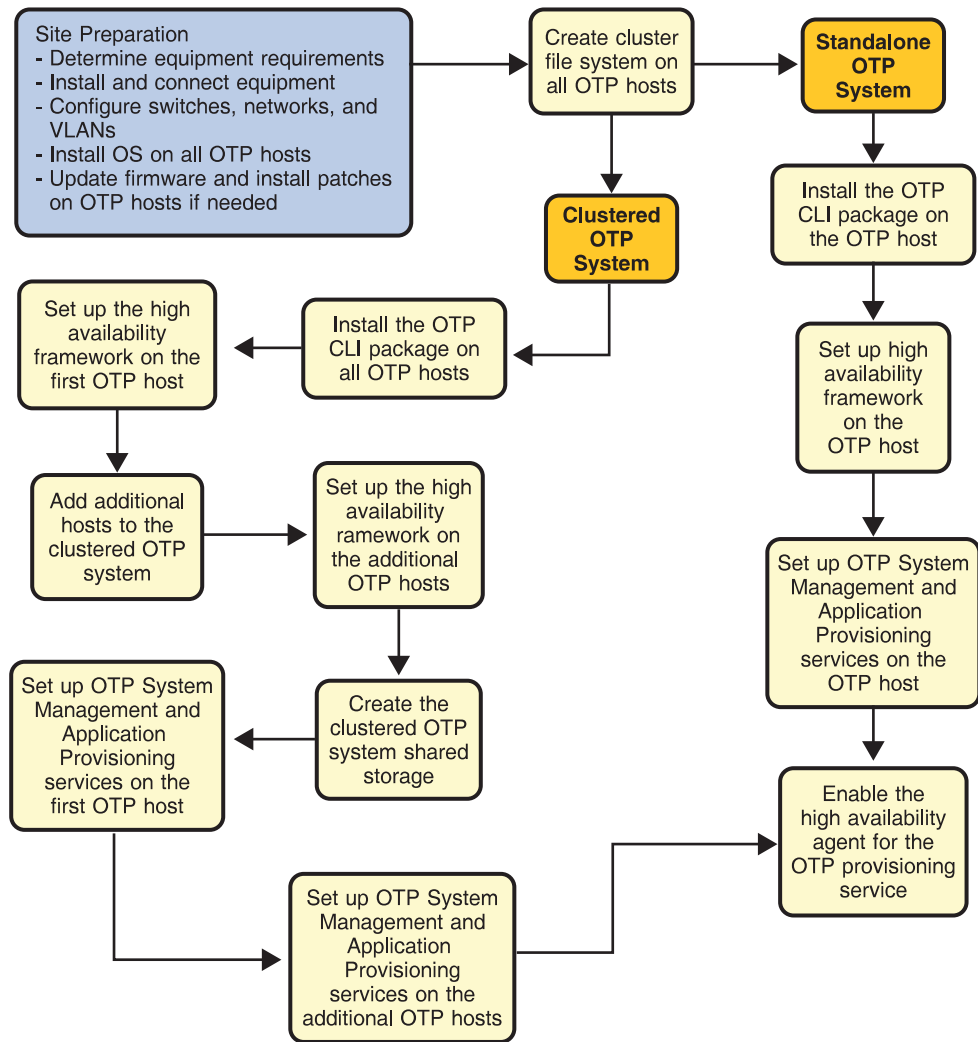 Site Preparation
- Determine equipment requirements
- Install and connect equipment
- Configure switches, networks, and
VLANs
- Install OS on all OTP hosts
- Update firmware and install patches
on OTP hosts if needed
Create cluster
file system on
all OTP hosts
Standalone
OTP
System
Clustered
OTP
System
Install the OTP
CLI package on
the OTP host
Set up the high
availability
framework on the
first OTP host
Install the OTP
CLI package on
all OTP hosts
Set up high
availability
framework
on the
OTP host
Add additional
hosts to the
clustered OTP
system
Set up the high
availability
ramework on
the additional
OTP hosts
Set up OTP System
Management and
Application
Provisioning
services on the
OTP host
Set up OTP System
Management and
Application
Provisioning
services on the
first OTP host
Create the
clustered OTP
system shared
storage
Enable the
high availability
agent for the
OTP provisioning
service
Set up OTP System
Management and
Application
Provisioning
services on the
additional OTP hosts